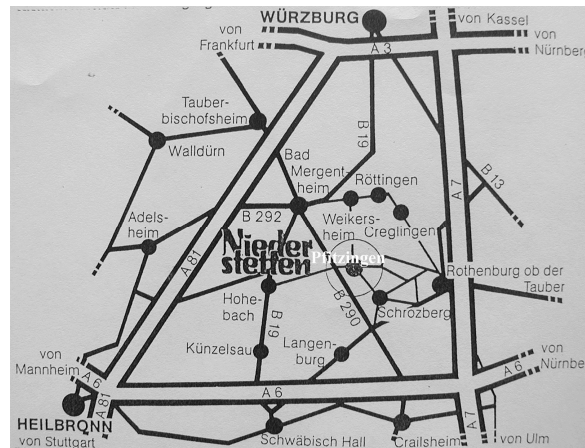 WÜRZBURG
von
Kassel
von
Frankfurt
A 3
von
Nürnberg
Tauber-
bischofsheim
Walldürn
B 19
Bad
Mergent-
heim
Röttingen
A 7
B 13
Adels-
heim
B 292
Weikers-
heim
Creglingen
A 81
Nieder
stetten
Pfitzingen
Rothenburg ob der
Tauber
Hohe-
bach
B 290
Schrozberg
B 19
Künzelsau
Langen-
burg
von
Mannheim
A 6
A 81
A 6
von
A 6
HEILBRONN
von Stuttgart
Schwäbisch Hall
Crailsheim
A 7
von Ulm